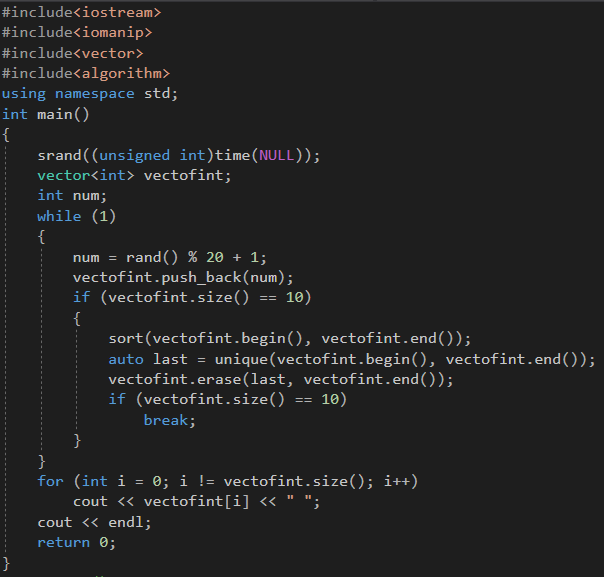 #include<iostream>
#include<iomanip>
#include<vector>
#include<algorithm>
using namespace std;
int main()
{
    srand((unsigned int)time(NULL));
    vector<int> vectofint;
    int num;
    while (1)
    {
        num = rand() % 20 + 1;
        vectofint.push_back(num);
        if (vectofint.size() == 10)
        {
            sort(vectofint.begin(), vectofint.end());
            auto last = unique(vectofint.begin(), vectofint.end());
            vectofint.erase(last, vectofint.end());
            if (vectofint.size() == 10)
                break;
        }
    }
    for (int i = 0; i != vectofint.size(); i++)
        cout << vectofint[i] << " ";
    cout << endl;
    return 0;
}